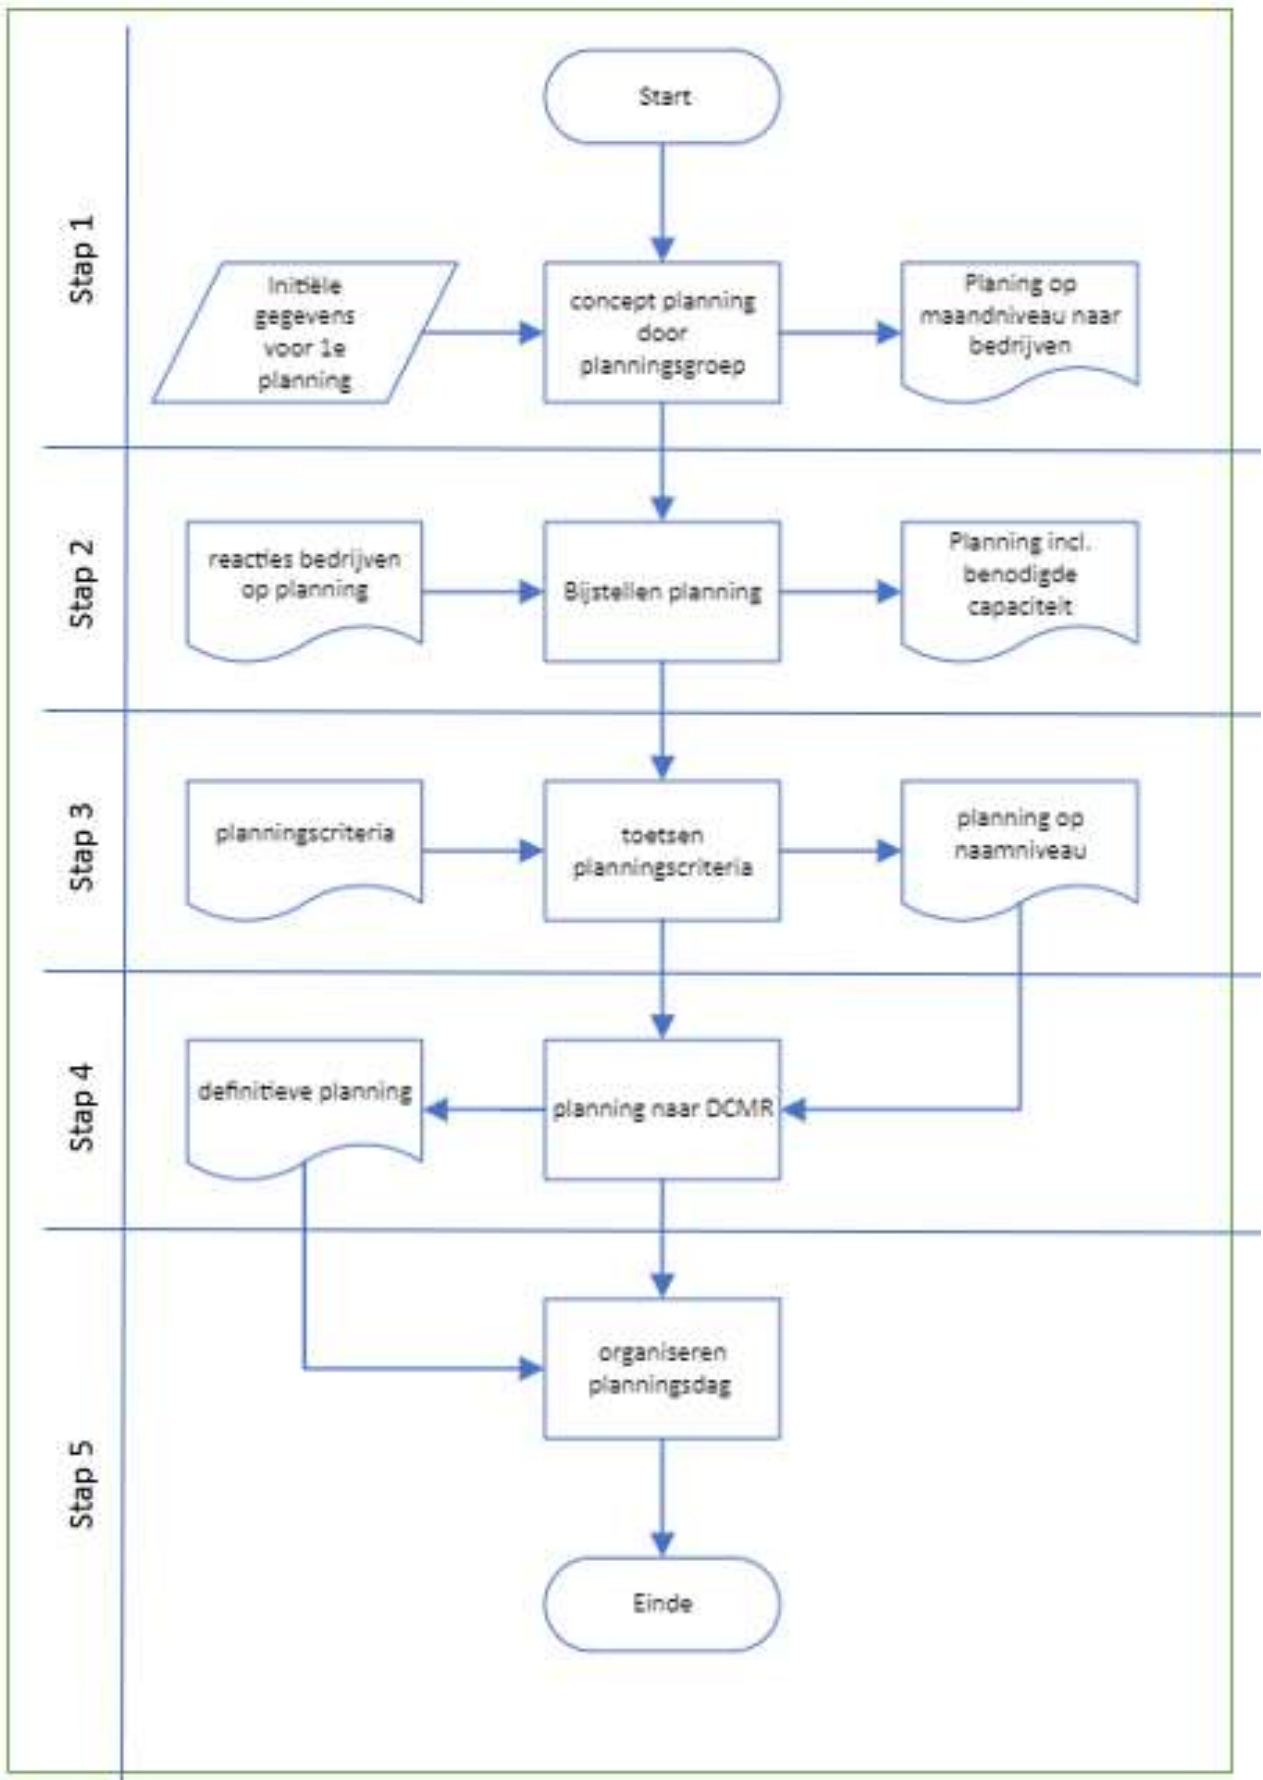 Start
Stap 1
Initiële
gegevens
voor 1e
planning
concept planning
door
planningsgroep
Planing op
maandniveau naar
bedrijven
Stap 2
reacties bedrijven
op planning
Bijstellen planning
Planning incl.
benodigde
capaciteit
Stap 3
planningscriteria
toetsen
planningscriteria
planning op
naamniveau
Stap 4
definitieve planning
planning naar DCMR
Stap 5
organiseren
planningsdag
Einde